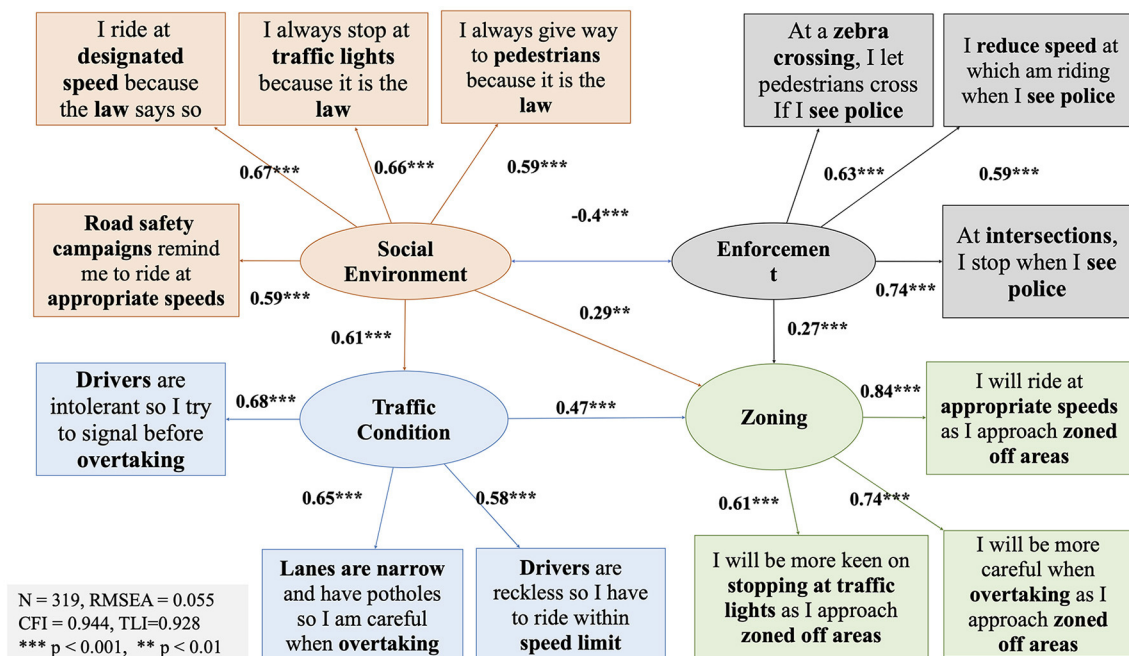 I ride at
designated
speed because
the law says so
I always stop at
traffic lights
because it is the
law
I always give way
to pedestrians
because it is the
law
At a zebra
crossing, I let
pedestrians cross
If I see police
I reduce speed at
which am riding
when I see police
0.67***
0.66***
0.59***
0.63***
0.59***
Road safety
campaigns remind
me to ride at
appropriate speeds
Social
Environment
-0.4***
Enforcemen
t
At intersections,
I stop when I see
police
0.59***
0.74***
0.61***
0.29**
0.27***
Drivers are
intolerant so I try
to signal before
overtaking
0.68***
Traffic
Condition
0.47***
Zoning
0.84***
I will ride at
appropriate speeds
as I approach zoned
off areas
0.65***
0.58***
0.61***
0.74***
Lanes are narrow
and have potholes
so I am careful
when overtaking
Drivers are
reckless so I have
to ride within
speed limit
I will be more keen on
stopping at traffic
lights as I approach
zoned off areas
I will be more
careful when
overtaking as I
approach zoned
off areas
N = 319, RMSEA = 0.055
CFI = 0.944, TLI=0.928
*** p < 0.001, ** p < 0.01